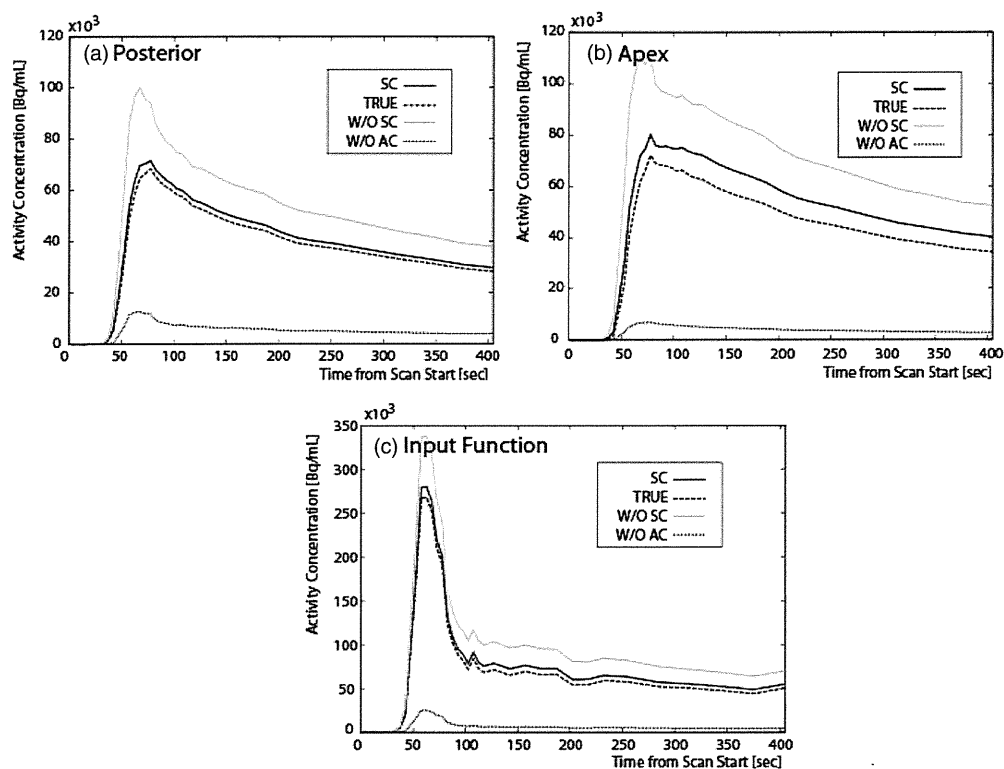 ×10³
(a) Posterior
120
100
80
60
40
20
0
Activity Concentration [Bq/mL]
SC
TRUE
W/O SC
W/O AC
0 50 100 150 200 250 300 350 400
Time from Scan Start [sec]
×10³
(b) Apex
120
100
80
60
40
20
0
Activity Concentration [Bq/mL]
SC
TRUE
W/O SC
W/O AC
0 50 100 150 200 250 300 350 400
Time from Scan Start [sec]
×10³
(c) Input Function
350
300
250
200
150
100
50
0
Activity Concentration [Bq/mL]
SC
TRUE
W/O SC
W/O AC
0 50 100 150 200 250 300 350 400
Time from Scan Start [sec]